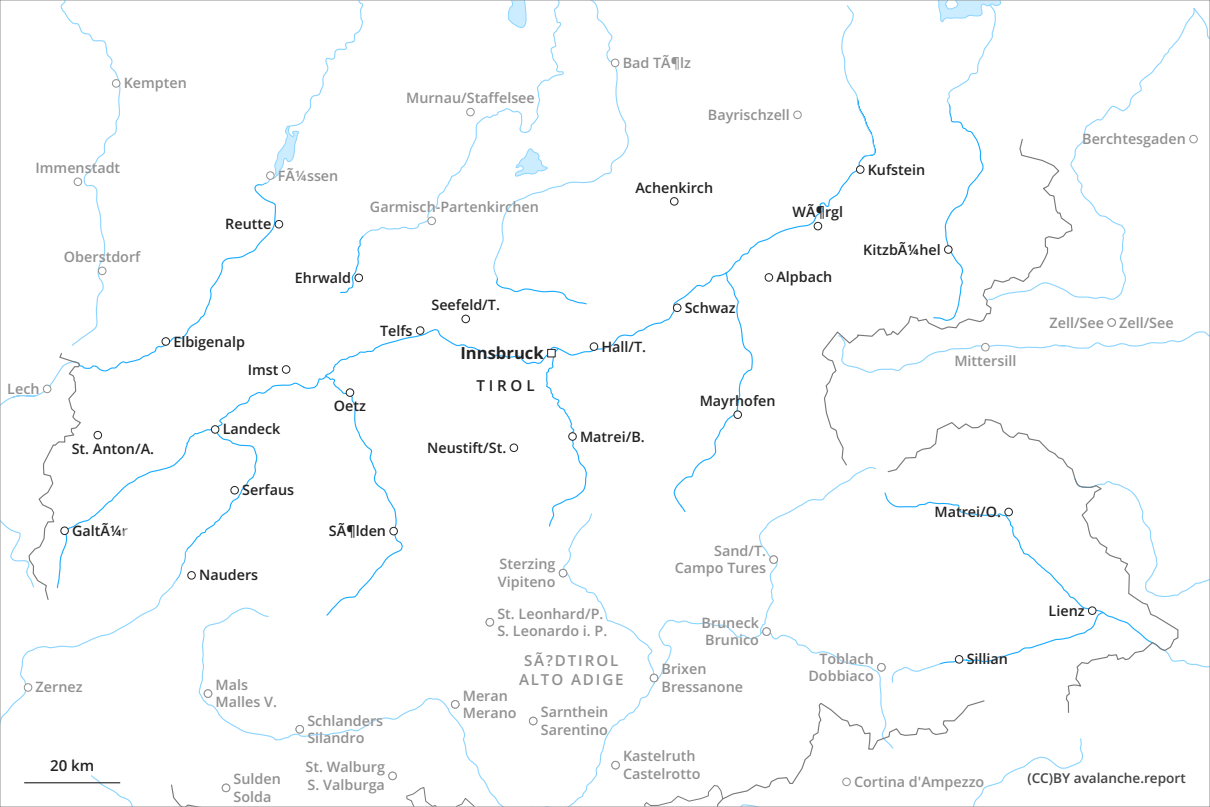 Bad TÃ¶lz
Kempten
Murnau/Staffelsee
Bayrischzell
Berchtesgaden
Immenstadt
Kufstein
FÃ¼ssen
Achenkirch
Garmisch-Partenkirchen
WÃ¶rgl
Reutte
KitzbÃ¼hel
Oberstdorf
Ehrwald
Alpbach
Seefeld/T.
Schwaz
Zell/See
Zell/See
Telfs
Elbigenalp
Hall/T.
Innsbruck
Mittersill
Imst
TIROL
Lech
Oetz
Mayrhofen
Landeck
Matrei/B.
St. Anton/A.
Neustift/St.
Serfaus
Matrei/O.
GaltÃ¼r
SÃ¶lden
Sand/T.
Campo Tures
Sterzing
Vipiteno
Nauders
Lienz
St. Leonhard/P.
S. Leonardo i. P.
Bruneck
Brunico
SÃ?DTIROL
ALTO ADIGE
Sillian
Toblach
Dobbiaco
Brixen
Bressanone
Zernez
Mals
Malles V.
Meran
Merano
Sarnthein
Sarentino
Schlanders
Silandro
Kastelruth
Castelrotto
20 km
St. Walburg
S. Valburga
Sulden
Solda
Cortina d'Ampezzo
(CC)BY avalanche.report